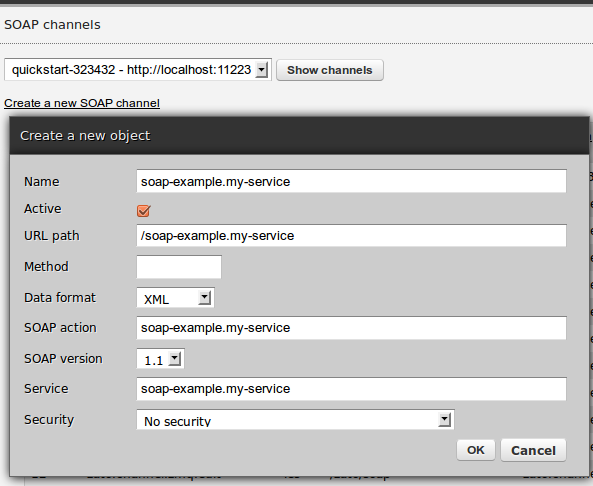 SOAP channels
quickstart-323432 - http://localhost:11223 Show channels
Create a new SOAP channel
Create a new object
Name soap-example.my-service
Active
URL path /soap-example.my-service
Method
Data format XML
SOAP action soap-example.my-service
SOAP version 1.1
Service soap-example.my-service
Security No security
OK Cancel